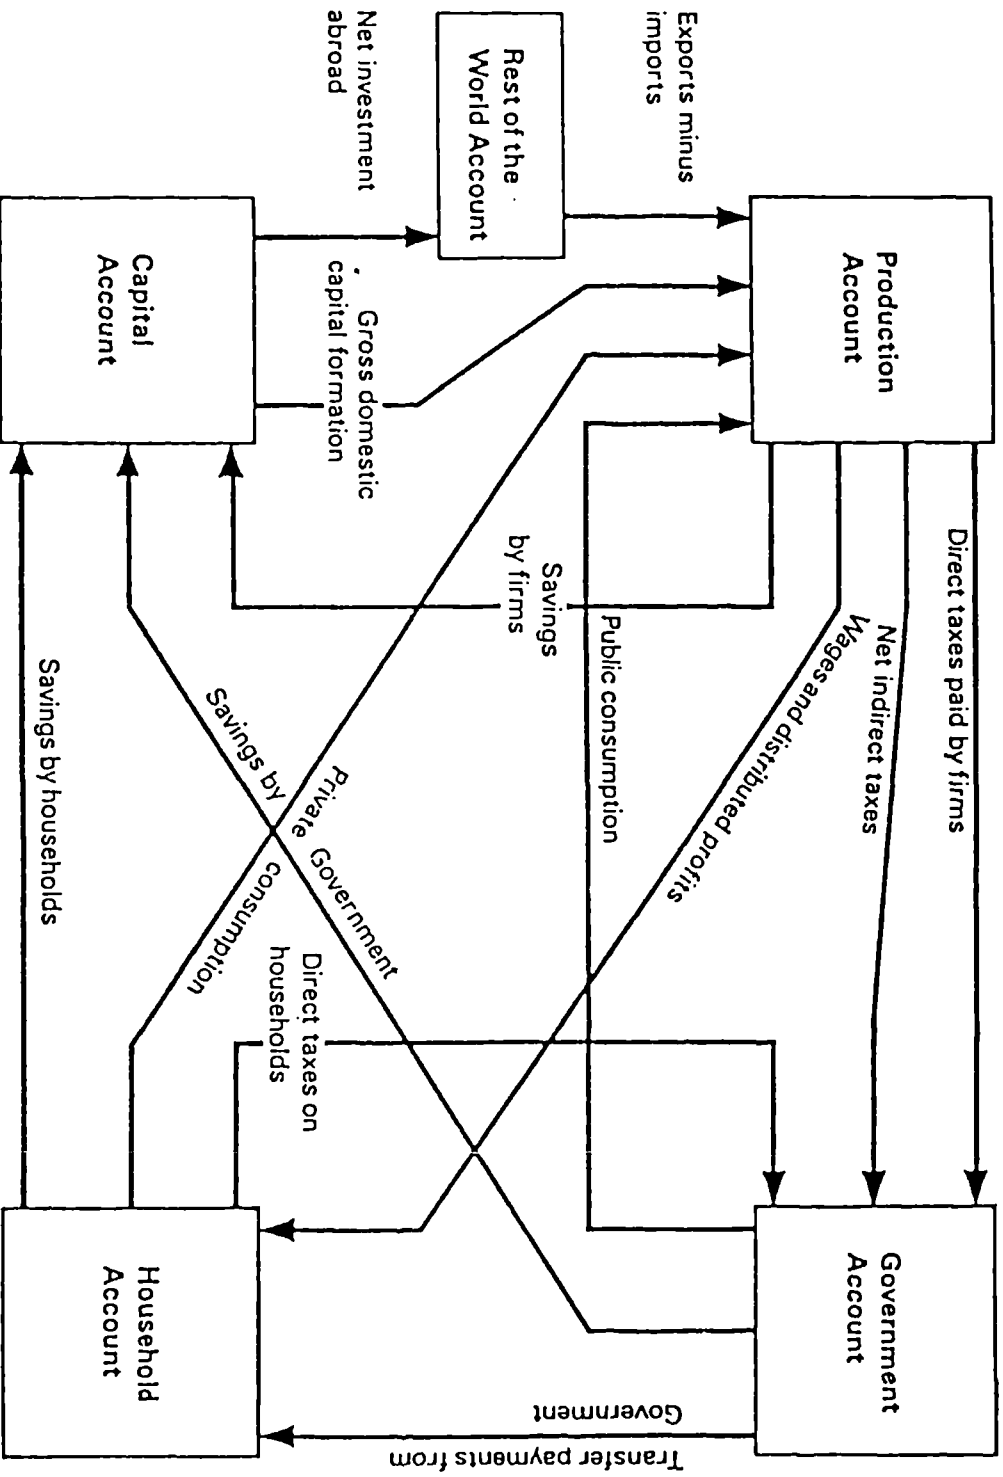 Production
Account
Direct taxes paid by firms
Net indirect taxes
Wages and distributed profits
Government
Account
Exports minus
imports
Rest of the
World Account
Net investment
abroad
Gross domestic
capital formation
Savings
by firms
Public consumption
Private
consumption
Savings by
Government
Direct taxes on
households
Transfer payments from
Government
Capital
Account
Savings by households
Household
Account